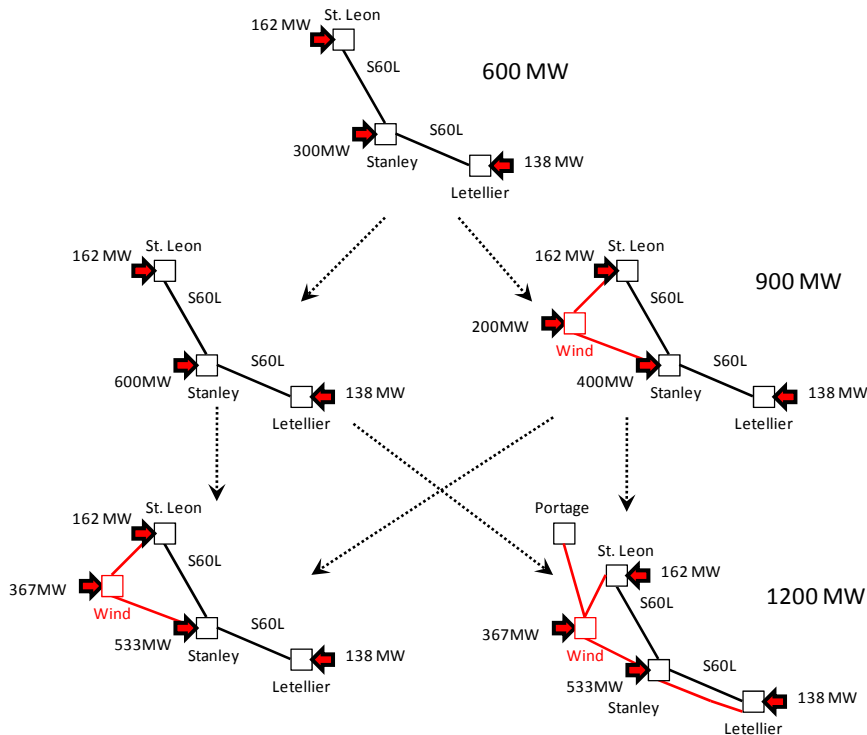 St. Leon
162 MW
S60L
600 MW
S60L
300MW
Stanley
138 MW
Letellier
St. Leon
162 MW
S60L
S60L
600MW
Stanley
138 MW
Letellier
St. Leon
162 MW
900 MW
S60L
200MW
Wind
S60L
400MW
Stanley
138 MW
Letellier
St. Leon
162 MW
S60L
367MW
Wind
S60L
533MW
Stanley
138 MW
Letellier
Portage
St. Leon
162 MW
S60L
1200 MW
367MW
Wind
S60L
533MW
Stanley
138 MW
Letellier